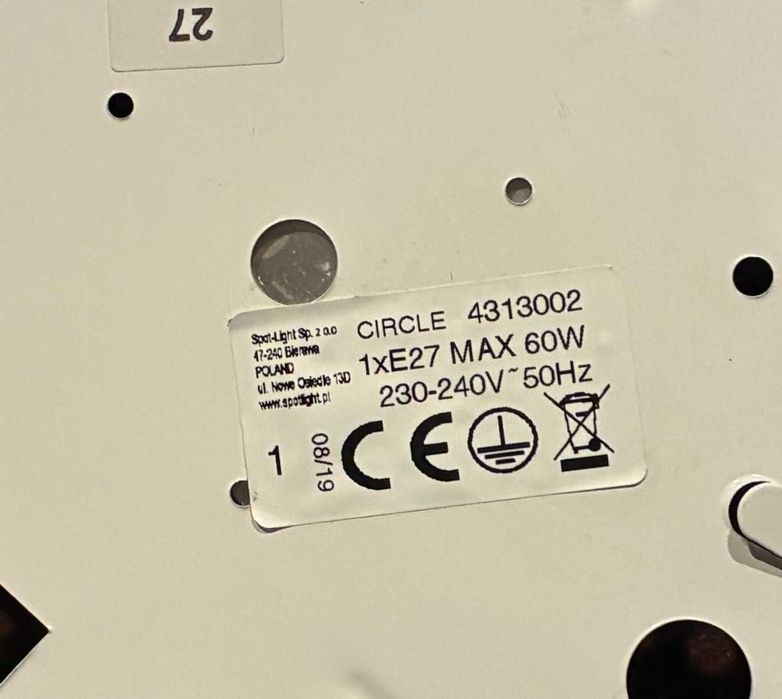 27
Spot-Light Sp. z o.o
47-240 Bierawa
POLAND
ul. Nowe Osiedle 13D
www.spotlight.pl
CIRCLE 4313002
1xE27 MAX 60W
230-240V~50Hz
1
08/19
CE